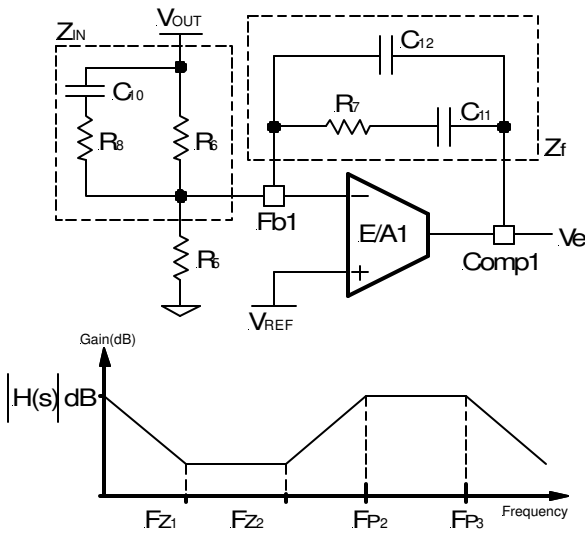 VOUT
ZIN
C12
C10
R7
C11
R8
R6
Zf
Fb1
E/A1
Ve
R5
Comp1
VREF
Gain(dB)
|H(s)| dB
FZ1
FZ2
FP2
FP3
Frequency